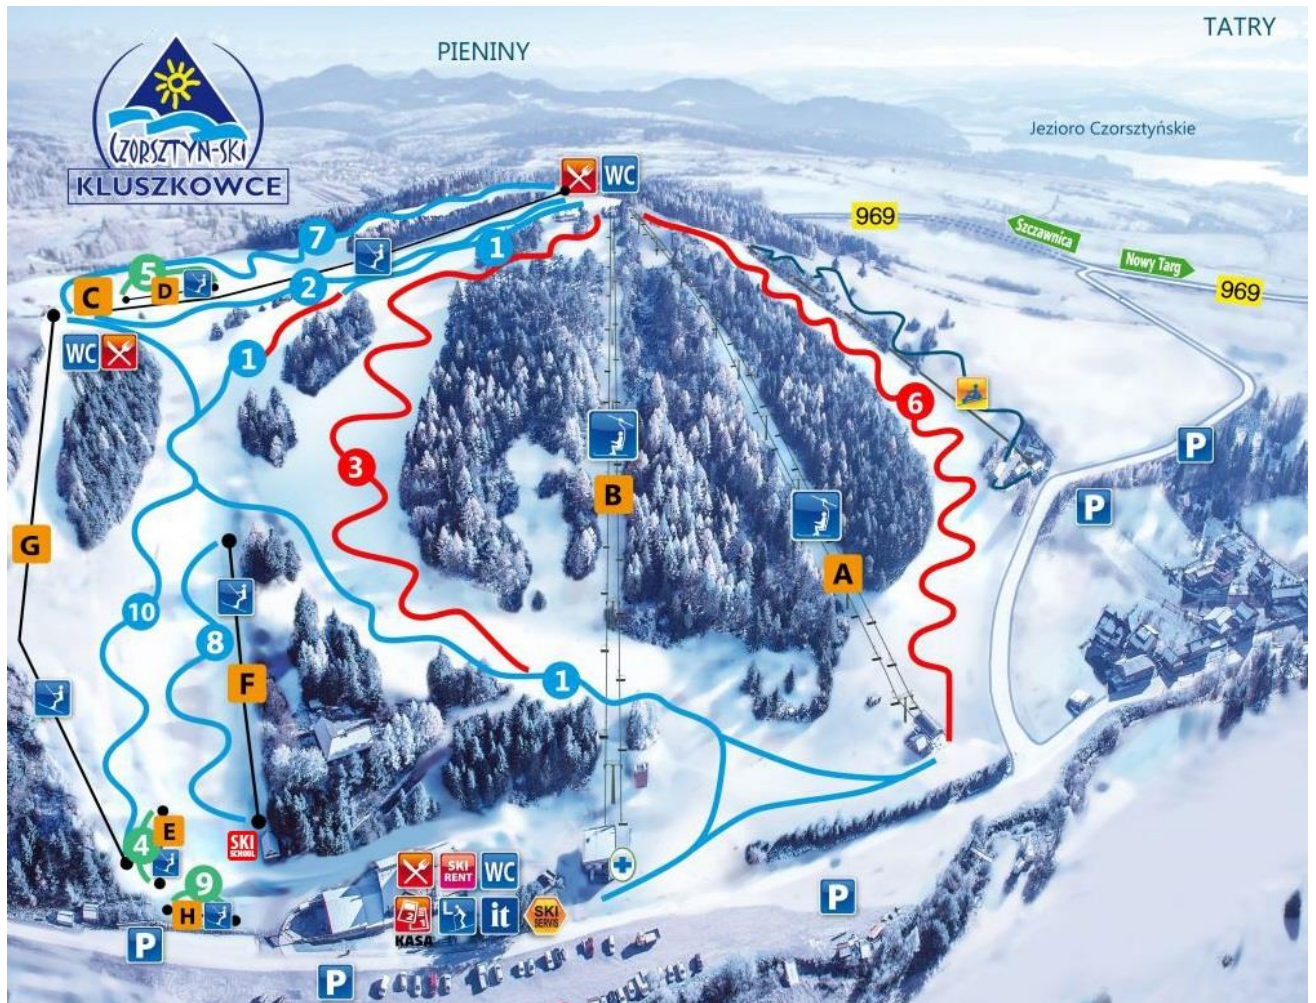 TATRY
PIENINY
CZORSZTYN-SKI
KLUSZKOWCE
Jezioro Czorsztyńskie
WC
969
Szczawnica
Nowy Targ
969
7
1
5
C
D
2
WC
1
6
3
B
P
P
G
A
10
8
F
1
E
4
SKI
SCHOOL
9
H
SKI
RENT
WC
KASA
it
SKI
SERVIS
P
P
P